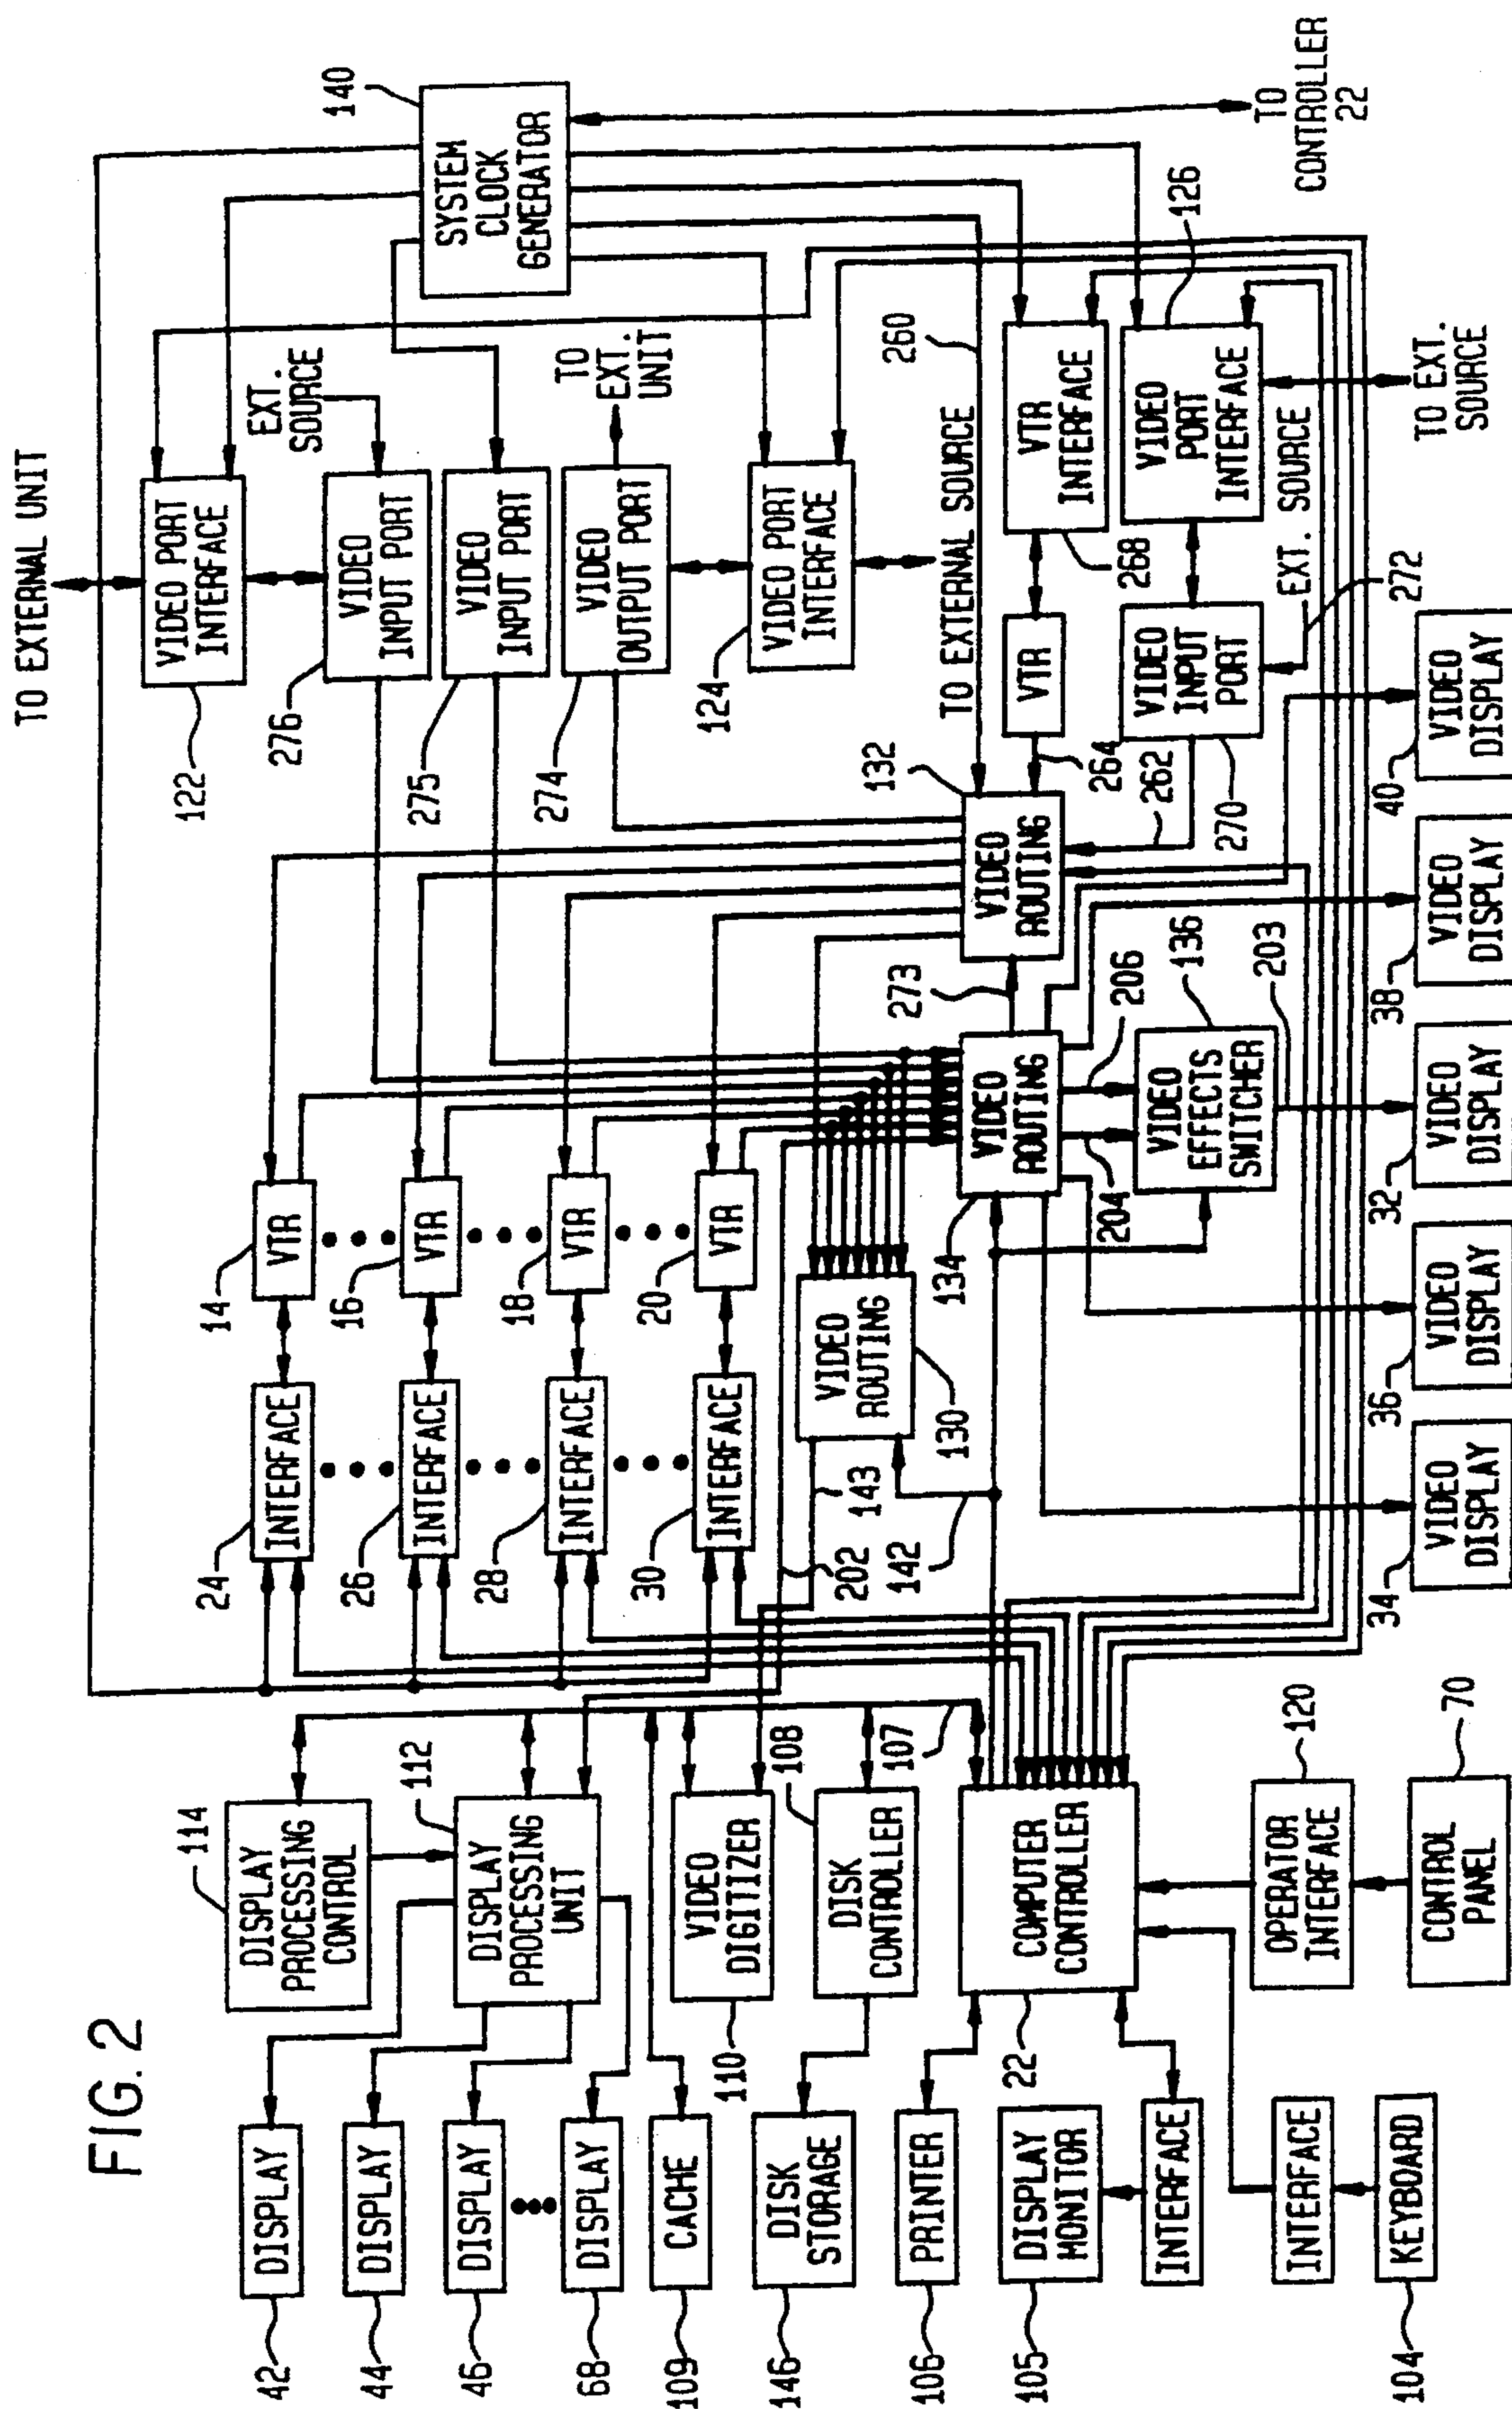 FIG. 2
DISPLAY
42
DISPLAY
44
DISPLAY
46
DISPLAY
68
CACHE
109
DISK
STORAGE
146
PRINTER
106
DISPLAY
MONITOR
105
INTERFACE
INTERFACE
KEYBOARD
104
DISPLAY
PROCESSING
CONTROL
114
DISPLAY
PROCESSING
UNIT
112
VIDEO
DIGITIZER
110
DISK
CONTROLLER
108
107
COMPUTER
CONTROLLER
22
OPERATOR
INTERFACE
120
CONTROL
PANEL
70
INTERFACE
24
INTERFACE
26
INTERFACE
28
INTERFACE
30
VTR
14
VTR
16
VTR
18
VTR
20
202
143
142
VIDEO
ROUTING
130
VIDEO
ROUTING
134
273
VIDEO
ROUTING
132
204
206
VIDEO
EFFECTS
SWITCHER
136
203
VIDEO
DISPLAY
34
VIDEO
DISPLAY
36
VIDEO
DISPLAY
32
VIDEO
DISPLAY
38
VIDEO
DISPLAY
40
TO EXTERNAL UNIT
VIDEO PORT
INTERFACE
122
EXT.
SOURCE
VIDEO
INPUT PORT
276
VIDEO
INPUT PORT
275
VIDEO
OUTPUT PORT
274
TO
EXT.
UNIT
VIDEO PORT
INTERFACE
124
TO EXTERNAL SOURCE
260
VTR
264
VTR
INTERFACE
268
262
VIDEO
INPUT
PORT
270
VIDEO
PORT
INTERFACE
126
EXT. SOURCE
272
TO EXT.
SOURCE
SYSTEM
CLOCK
GENERATOR
140
TO
CONTROLLER
22